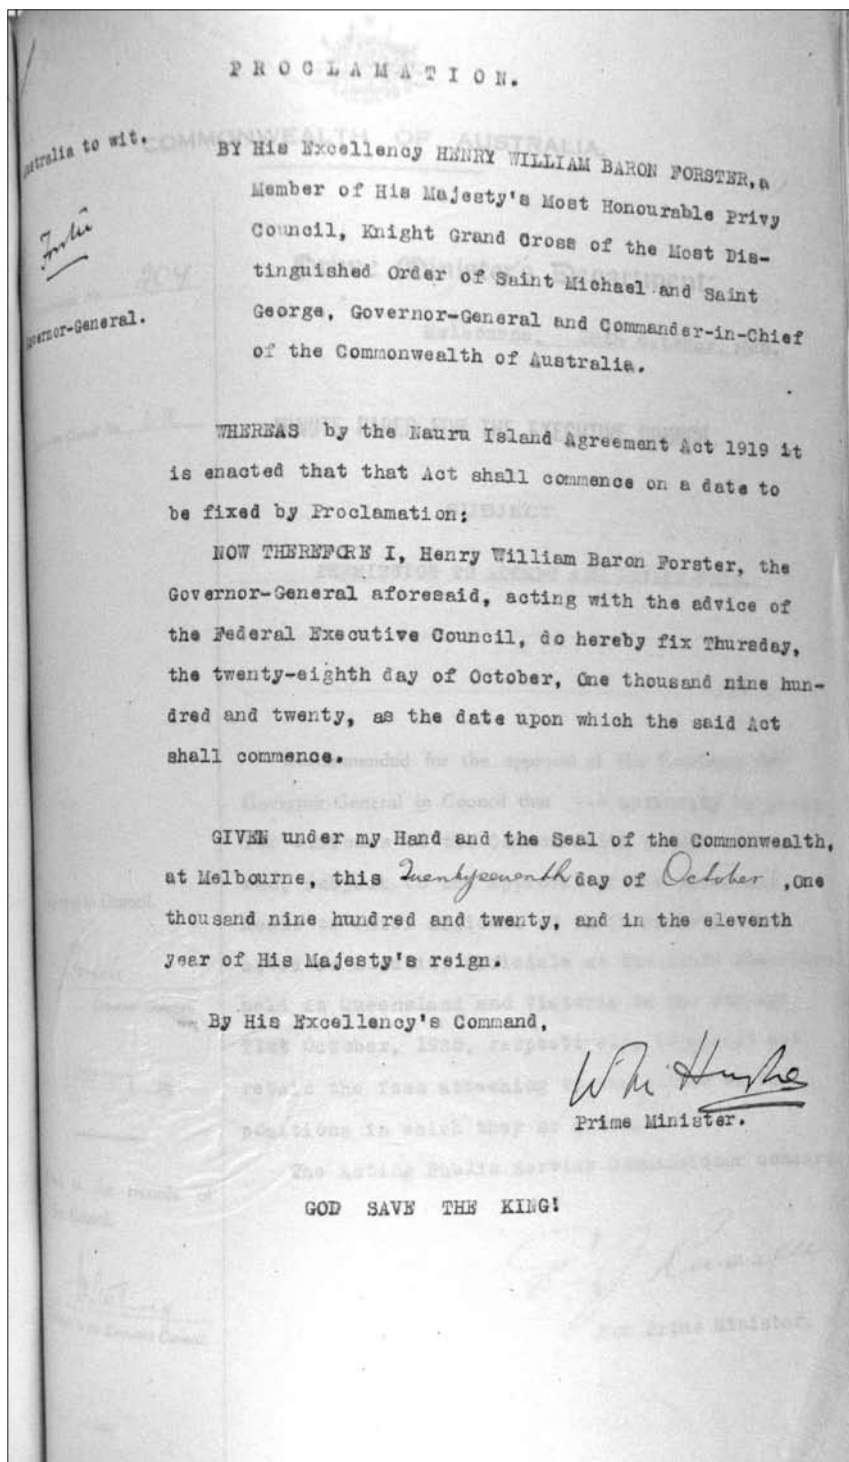 PROCLAMATION.
to wit.
BY His Excellency HENRY WILLIAM BARON FORSTER, a
Member of His Majesty's Most Honourable Privy
Council, Knight Grand Cross of the Most Dis-
tinguished Order of Saint Michael and Saint
George, Governor-General and Commander-in-Chief
of the Commonwealth of Australia.
Forster
Governor-General.
COMMONWEALTH OF AUSTRALIA.
WHEREAS by the Nauru Island Agreement Act 1919 it
is enacted that that Act shall commence on a date to
be fixed by Proclamation:
NOW THEREFORE I, Henry William Baron Forster, the
Governor-General aforesaid, acting with the advice of
the Federal Executive Council, do hereby fix Thursday,
the twenty-eighth day of October, One thousand nine hun-
dred and twenty, as the date upon which the said Act
shall commence.
GIVEN under my Hand and the Seal of the Commonwealth,
at Melbourne, this Twentyseventh day of October, One
thousand nine hundred and twenty, and in the eleventh
year of His Majesty's reign.
By His Excellency's Command,
W M Hughes
Prime Minister.
GOD SAVE THE KING!